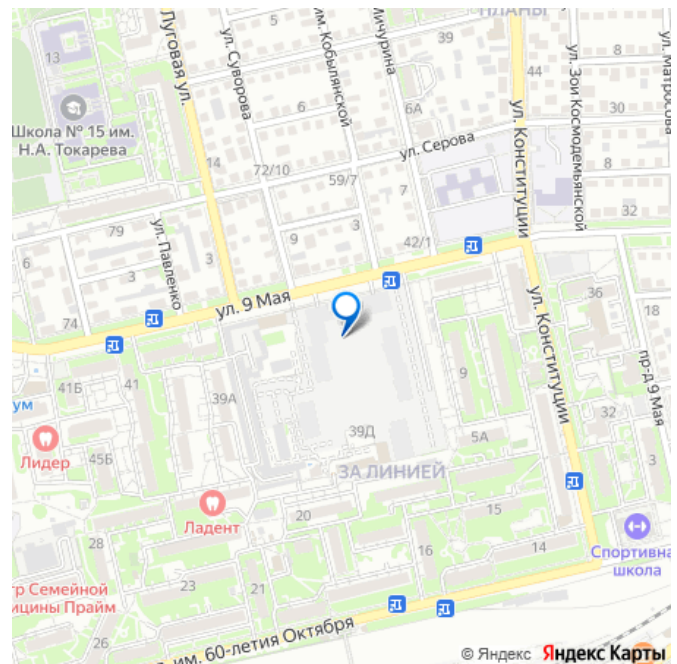 ПЛАНЫ
13
Луговая ул.
ул. Суворова
им. Кобылянской
Мичурина
39
44
ул. Конституции
8
ул. Зои Космодемьянской
ул. Матросова
Школа № 15 им.
Н.А. Токарева
6
6А
30
14
72/10
59/7
ул. Серова
7
8
32
79
ул. Павленко
9
3
42/1
6
3
74
ул. 9 Мая
ул. Конституции
36
18
пр-д 9 Мая
41Б
41
39А
9
ум
Лидер
45Б
39Д
5А
32
3
ЗА ЛИНИЕЙ
Ладент
20
15
28
16
14
Спортивна
школа
тр Семейной
ицины Прайм
23
21
26
им. 60-летия Октября
© Яндекс Яндекс Карты